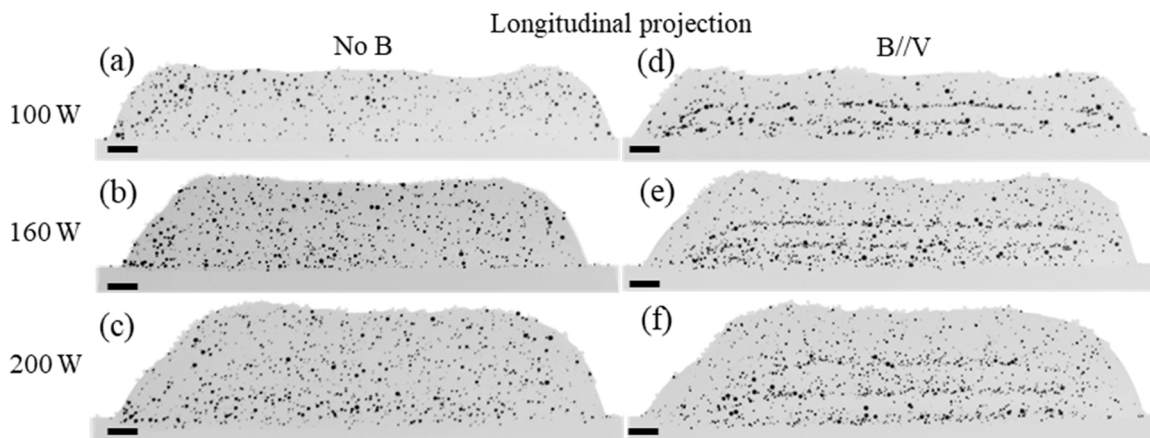 Longitudinal projection
No B
B//V
(a)
(d)
100 W
(b)
(e)
160 W
(c)
(f)
200 W